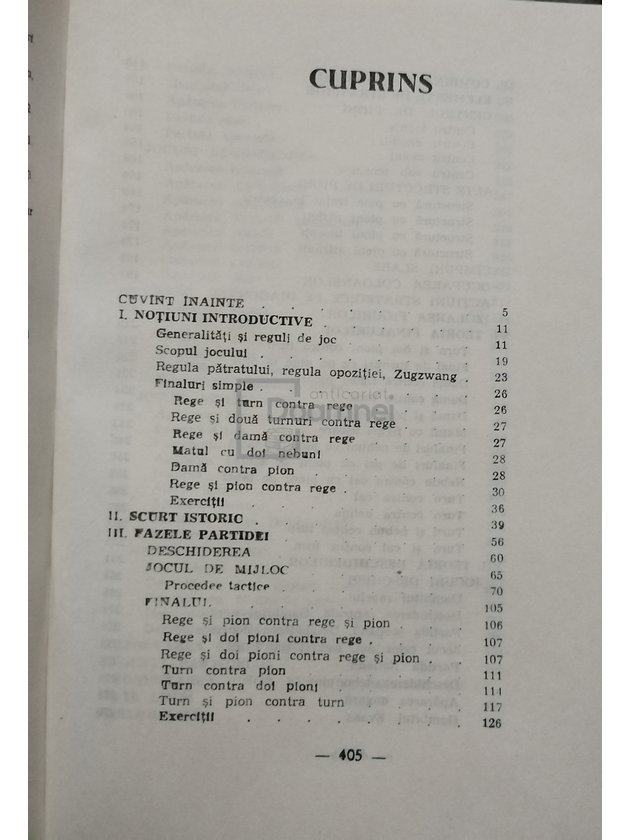 CUPRINS
CUVÎNT ÎNAINTE . . . . . . 5
I. NOȚIUNI INTRODUCTIVE . . . . 11
Generalități și reguli de joc . . . . 11
Scopul jocului . . . . . . 19
Regula pătratului, regula opoziției, Zugzwang . 23
Finaluri simple . . . . . . 26
Rege și turn contra rege . . . . 26
Rege și două turnuri contra rege . . . 27
Rege și damă contra rege . . . . 27
Matul cu doi nebuni . . . . 28
Damă contra pion . . . . . 28
Rege și pion contra rege . . . . 30
Exerciții . . . . . . 36
II. SCURT ISTORIC . . . . . . 39
III. FAZELE PARTIDEI . . . . . 56
DESCHIDEREA . . . . . . 60
JOCUL DE MIJLOC . . . . . 65
Procedee tactice . . . . . 70
FINALUL . . . . . . 105
Rege și pion contra rege și pion . . . 106
Rege și doi pioni contra rege . . . . 107
Rege și doi pioni contra rege și pion . . 107
Turn contra pion . . . . . 111
Turn contra doi pioni . . . . 114
Turn și pion contra turn . . . . 117
Exerciții . . . . . . . 126
— 405 —
anticariat